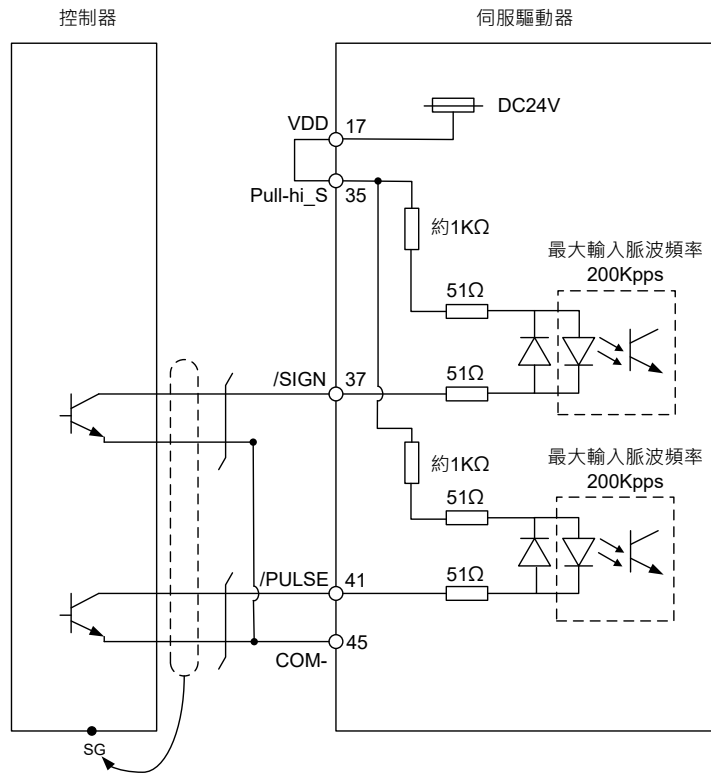 控制器
伺服驅動器
DC24V
VDD
17
Pull-hi_S
35
約1KΩ
最大輸入脈波頻率
200Kpps
51Ω
/SIGN
37
51Ω
約1KΩ
最大輸入脈波頻率
200Kpps
51Ω
/PULSE
41
51Ω
45
COM-
SG